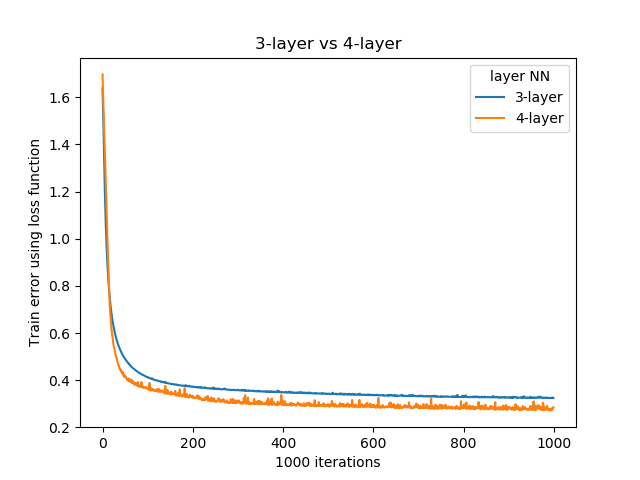 3-layer vs 4-layer
layer NN
3-layer
4-layer
Train error using loss function
1.6
1.4
1.2
1.0
0.8
0.6
0.4
0.2
0
200
400
600
800
1000
1000 iterations